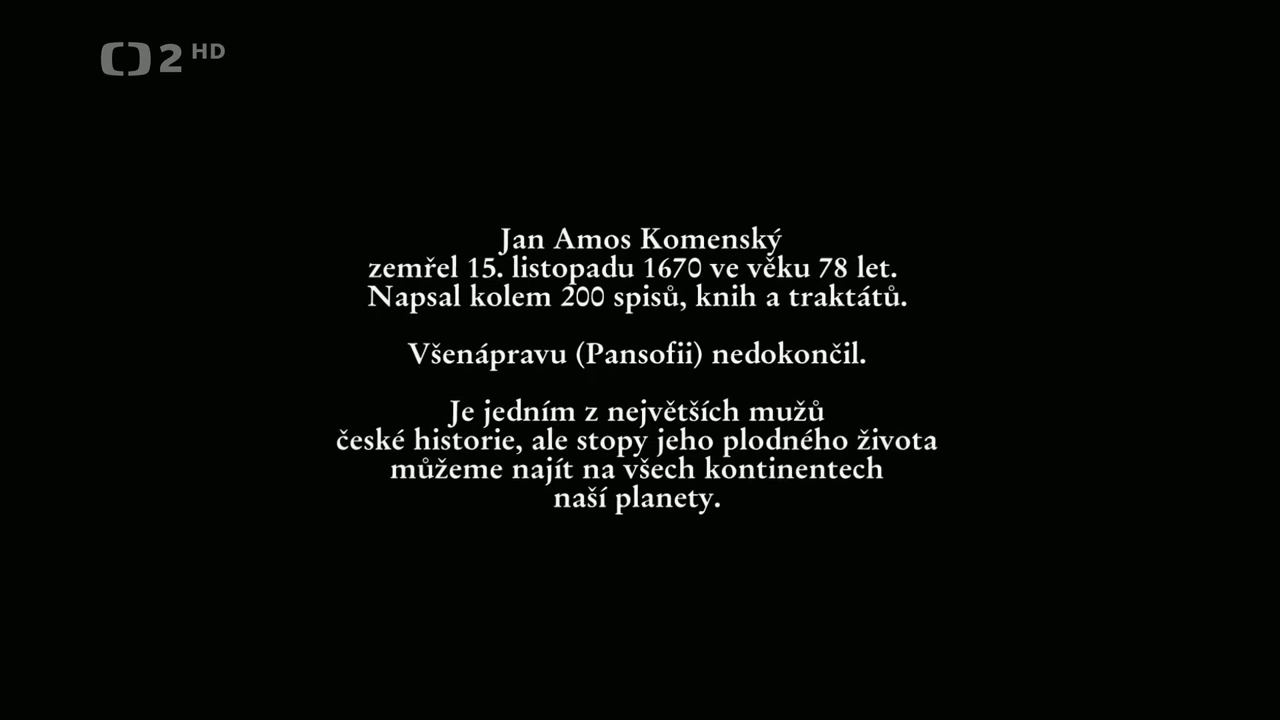 2 HD
Jan Amos Komenský
zemřel 15. listopadu 1670 ve věku 78 let.
Napsal kolem 200 spisů, knih a traktátů.
Všenápravu (Pansofii) nedokončil.
Je jedním z největších mužů
české historie, ale stopy jeho plodného života
můžeme najít na všech kontinentech
naší planety.